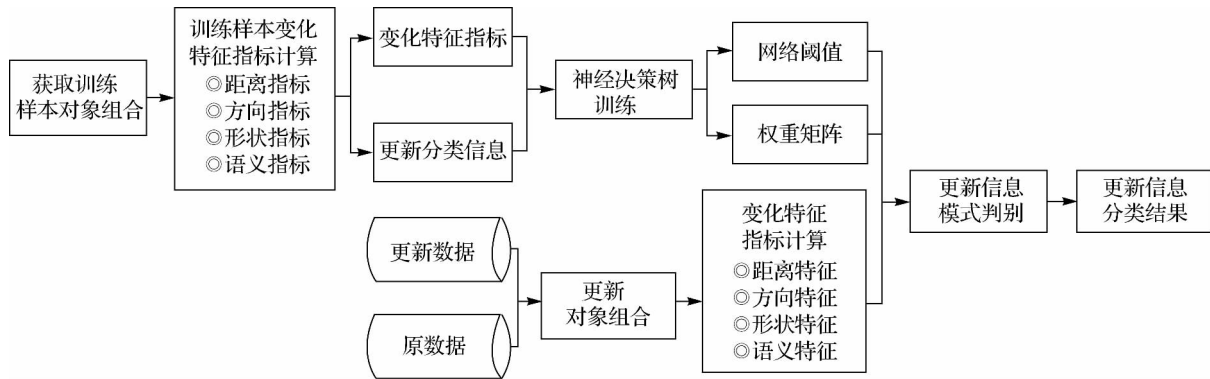 获取训练
样本对象组合
训练样本变化
特征指标计算
◎距离指标
◎方向指标
◎形状指标
◎语义指标
变化特征指标
更新分类信息
神经决策树
训练
网络阈值
权重矩阵
更新数据
原数据
更新
对象组合
变化特征
指标计算
◎距离特征
◎方向特征
◎形状特征
◎语义特征
更新信息
模式判别
更新信息
分类结果